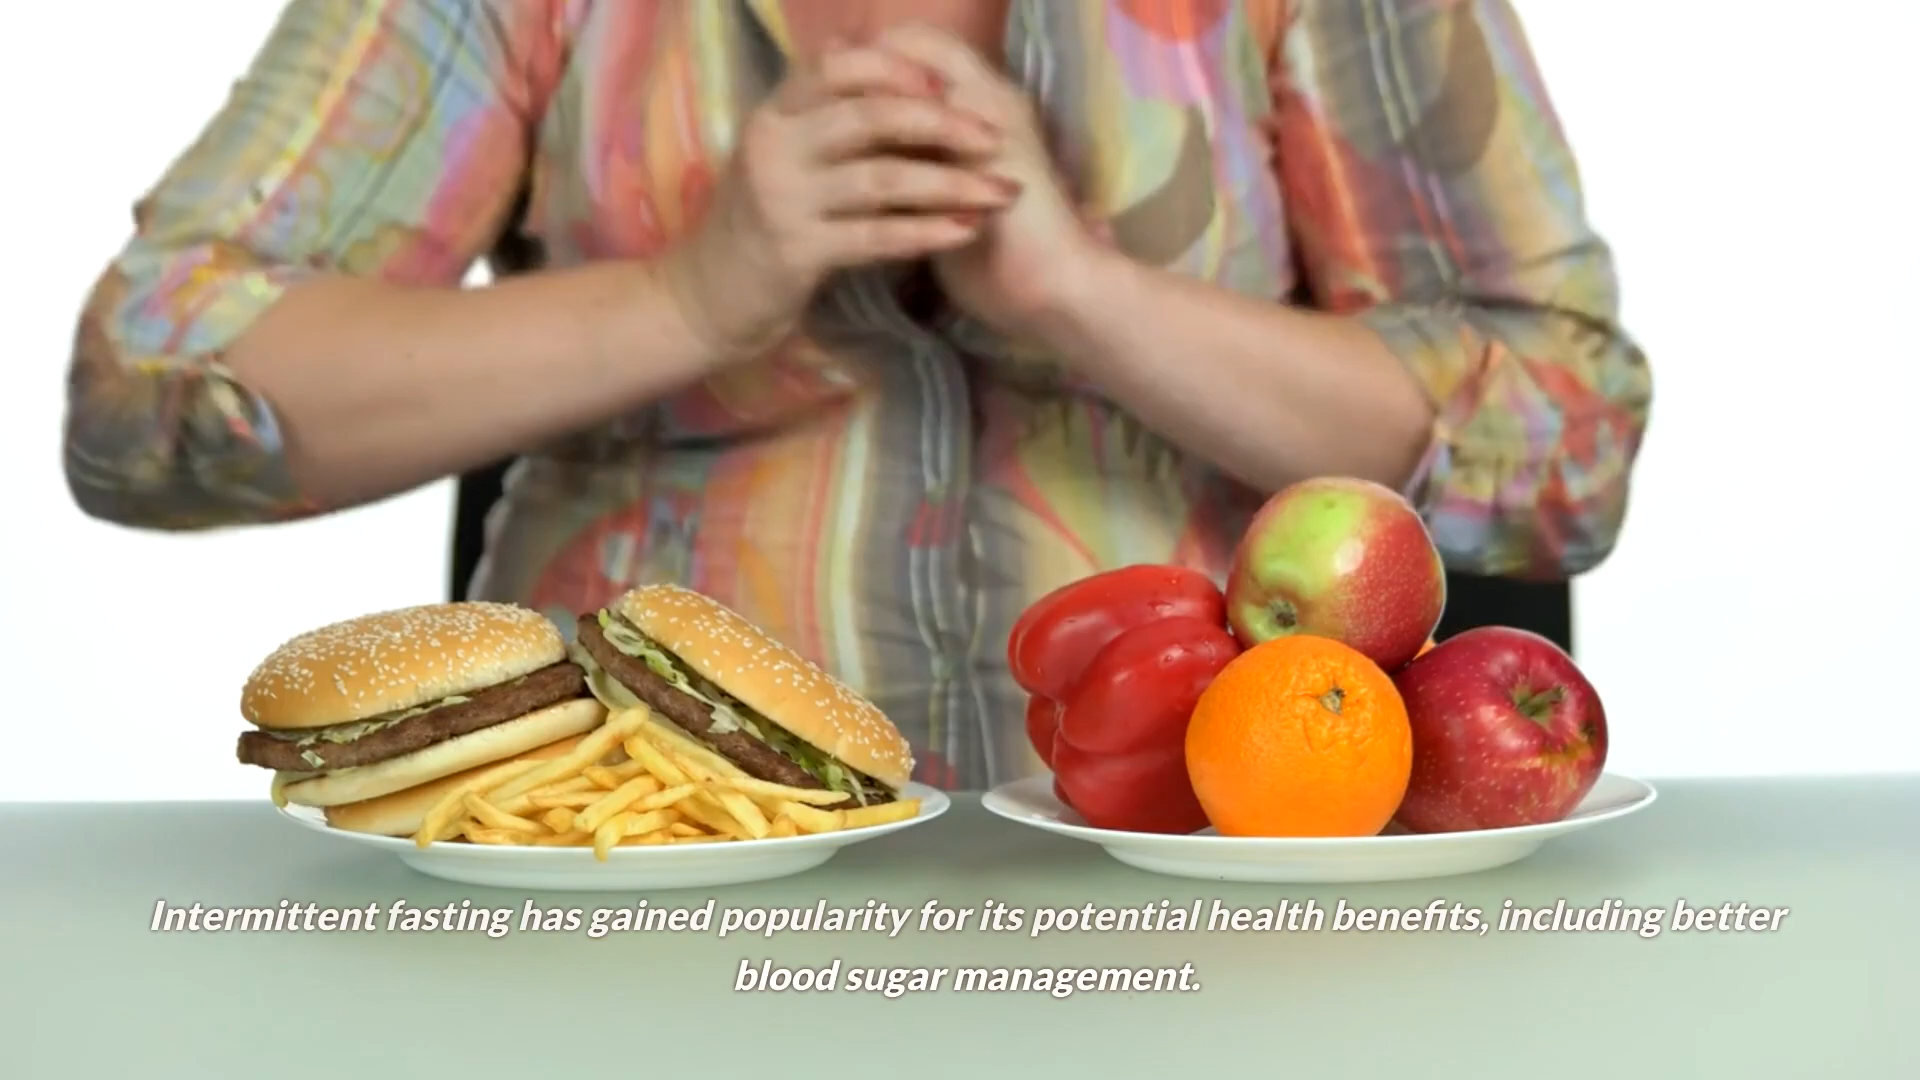 Intermittent fasting has gained popularity for its potential health benefits, including better
blood sugar management.